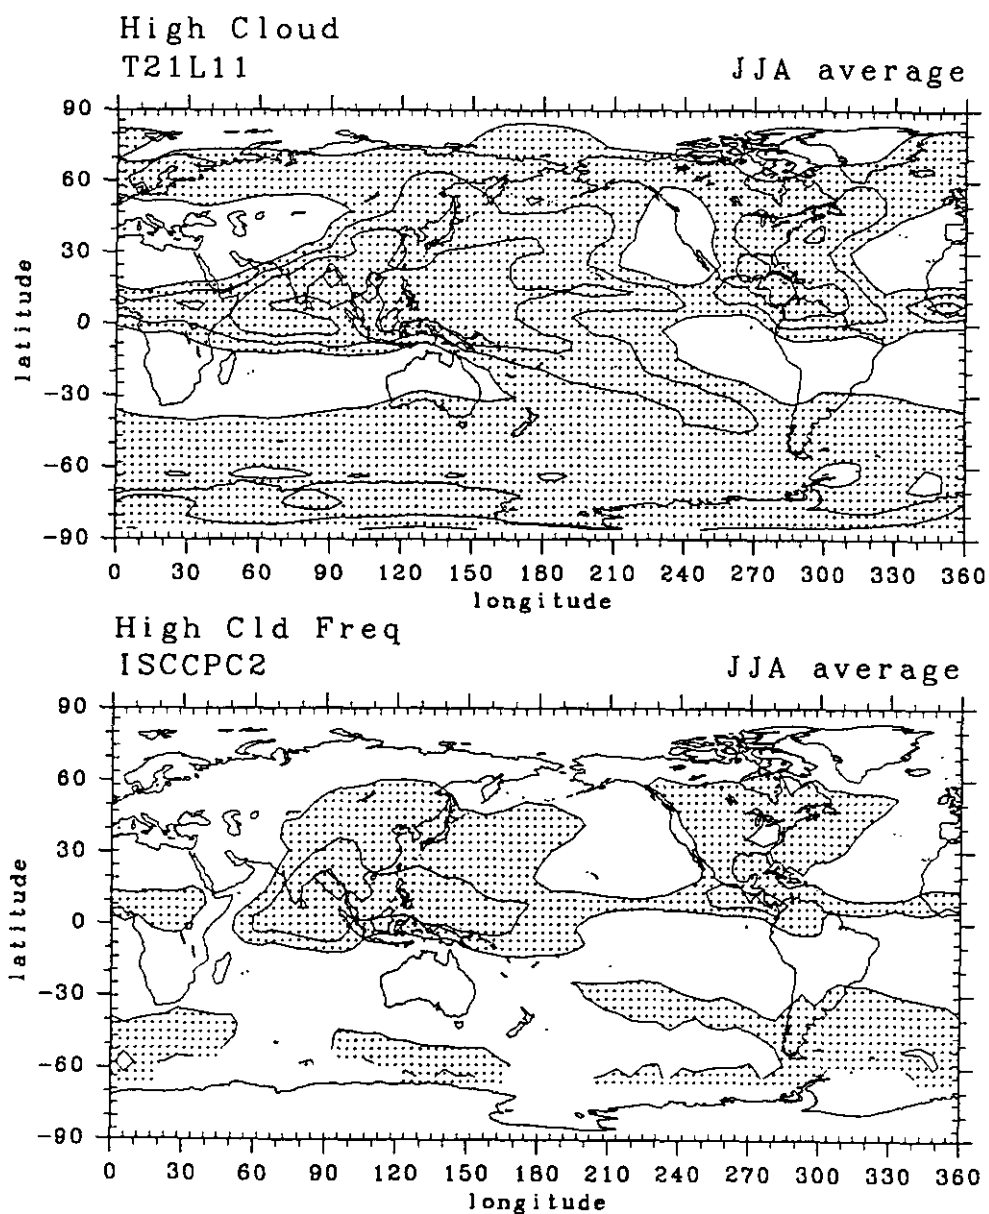 High Cloud
T21L11 JJA average
90
60
30
0
-30
-60
-90
latitude
0 30 60 90 120 150 180 210 240 270 300 330 360
longitude
High Cld Freq
ISCCPC2 JJA average
90
60
30
0
-30
-60
-90
latitude
0 30 60 90 120 150 180 210 240 270 300 330 360
longitude